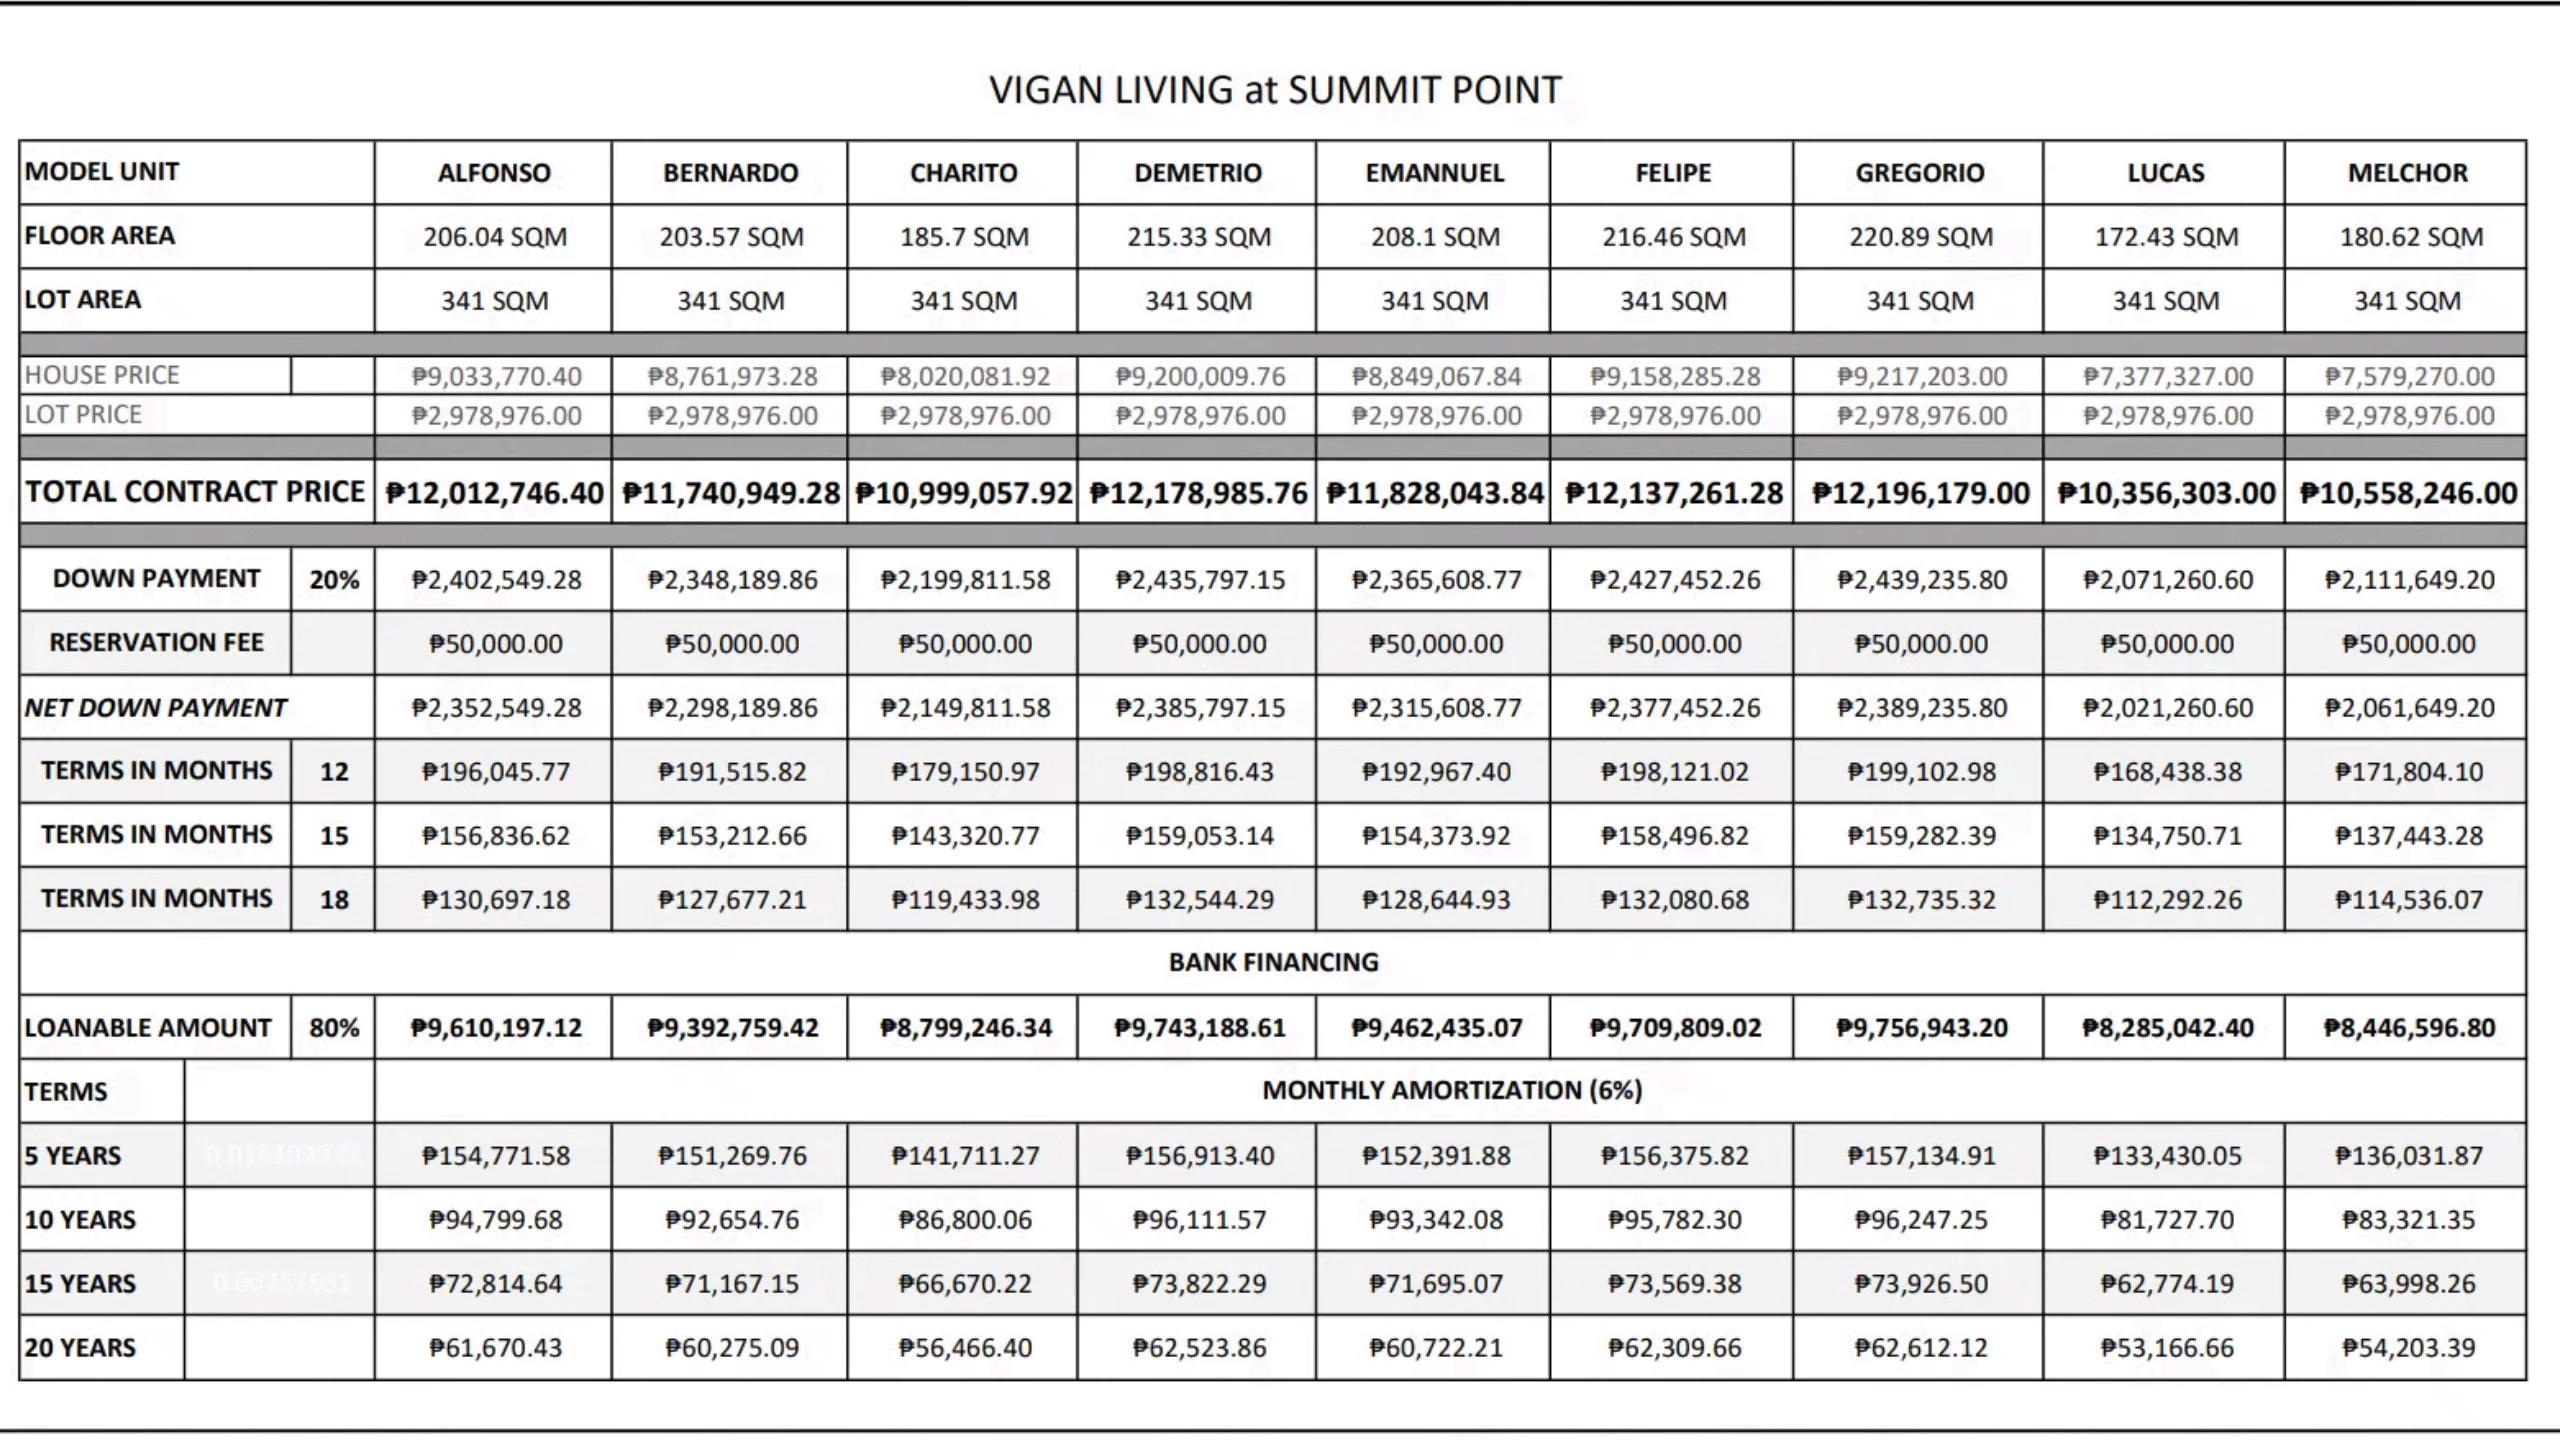 VIGAN LIVING at SUMMIT POINT
MODEL UNIT ALFONSO BERNARDO CHARITO DEMETRIO EMANNUEL FELIPE GREGORIO LUCAS MELCHOR
FLOOR AREA 206.04 SQM 203.57 SQM 185.7 SQM 215.33 SQM 208.1 SQM 216.46 SQM 220.89 SQM 172.43 SQM 180.62 SQM
LOT AREA 341 SQM 341 SQM 341 SQM 341 SQM 341 SQM 341 SQM 341 SQM 341 SQM 341 SQM
HOUSE PRICE ₱9,033,770.40 ₱8,761,973.28 ₱8,020,081.92 ₱9,200,009.76 ₱8,849,067.84 ₱9,158,285.28 ₱9,217,203.00 ₱7,377,327.00 ₱7,579,270.00
LOT PRICE ₱2,978,976.00 ₱2,978,976.00 ₱2,978,976.00 ₱2,978,976.00 ₱2,978,976.00 ₱2,978,976.00 ₱2,978,976.00 ₱2,978,976.00 ₱2,978,976.00
TOTAL CONTRACT PRICE ₱12,012,746.40 ₱11,740,949.28 ₱10,999,057.92 ₱12,178,985.76 ₱11,828,043.84 ₱12,137,261.28 ₱12,196,179.00 ₱10,356,303.00 ₱10,558,246.00
DOWN PAYMENT 20% ₱2,402,549.28 ₱2,348,189.86 ₱2,199,811.58 ₱2,435,797.15 ₱2,365,608.77 ₱2,427,452.26 ₱2,439,235.80 ₱2,071,260.60 ₱2,111,649.20
RESERVATION FEE ₱50,000.00 ₱50,000.00 ₱50,000.00 ₱50,000.00 ₱50,000.00 ₱50,000.00 ₱50,000.00 ₱50,000.00 ₱50,000.00
NET DOWN PAYMENT ₱2,352,549.28 ₱2,298,189.86 ₱2,149,811.58 ₱2,385,797.15 ₱2,315,608.77 ₱2,377,452.26 ₱2,389,235.80 ₱2,021,260.60 ₱2,061,649.20
TERMS IN MONTHS 12 ₱196,045.77 ₱191,515.82 ₱179,150.97 ₱198,816.43 ₱192,967.40 ₱198,121.02 ₱199,102.98 ₱168,438.38 ₱171,804.10
TERMS IN MONTHS 15 ₱156,836.62 ₱153,212.66 ₱143,320.77 ₱159,053.14 ₱154,373.92 ₱158,496.82 ₱159,282.39 ₱134,750.71 ₱137,443.28
TERMS IN MONTHS 18 ₱130,697.18 ₱127,677.21 ₱119,433.98 ₱132,544.29 ₱128,644.93 ₱132,080.68 ₱132,735.32 ₱112,292.26 ₱114,536.07
BANK FINANCING
LOANABLE AMOUNT 80% ₱9,610,197.12 ₱9,392,759.42 ₱8,799,246.34 ₱9,743,188.61 ₱9,462,435.07 ₱9,709,809.02 ₱9,756,943.20 ₱8,285,042.40 ₱8,446,596.80
TERMS MONTHLY AMORTIZATION (6%)
5 YEARS ₱154,771.58 ₱151,269.76 ₱141,711.27 ₱156,913.40 ₱152,391.88 ₱156,375.82 ₱157,134.91 ₱133,430.05 ₱136,031.87
10 YEARS ₱94,799.68 ₱92,654.76 ₱86,800.06 ₱96,111.57 ₱93,342.08 ₱95,782.30 ₱96,247.25 ₱81,727.70 ₱83,321.35
15 YEARS ₱72,814.64 ₱71,167.15 ₱66,670.22 ₱73,822.29 ₱71,695.07 ₱73,569.38 ₱73,926.50 ₱62,774.19 ₱63,998.26
20 YEARS ₱61,670.43 ₱60,275.09 ₱56,466.40 ₱62,523.86 ₱60,722.21 ₱62,309.66 ₱62,612.12 ₱53,166.66 ₱54,203.39